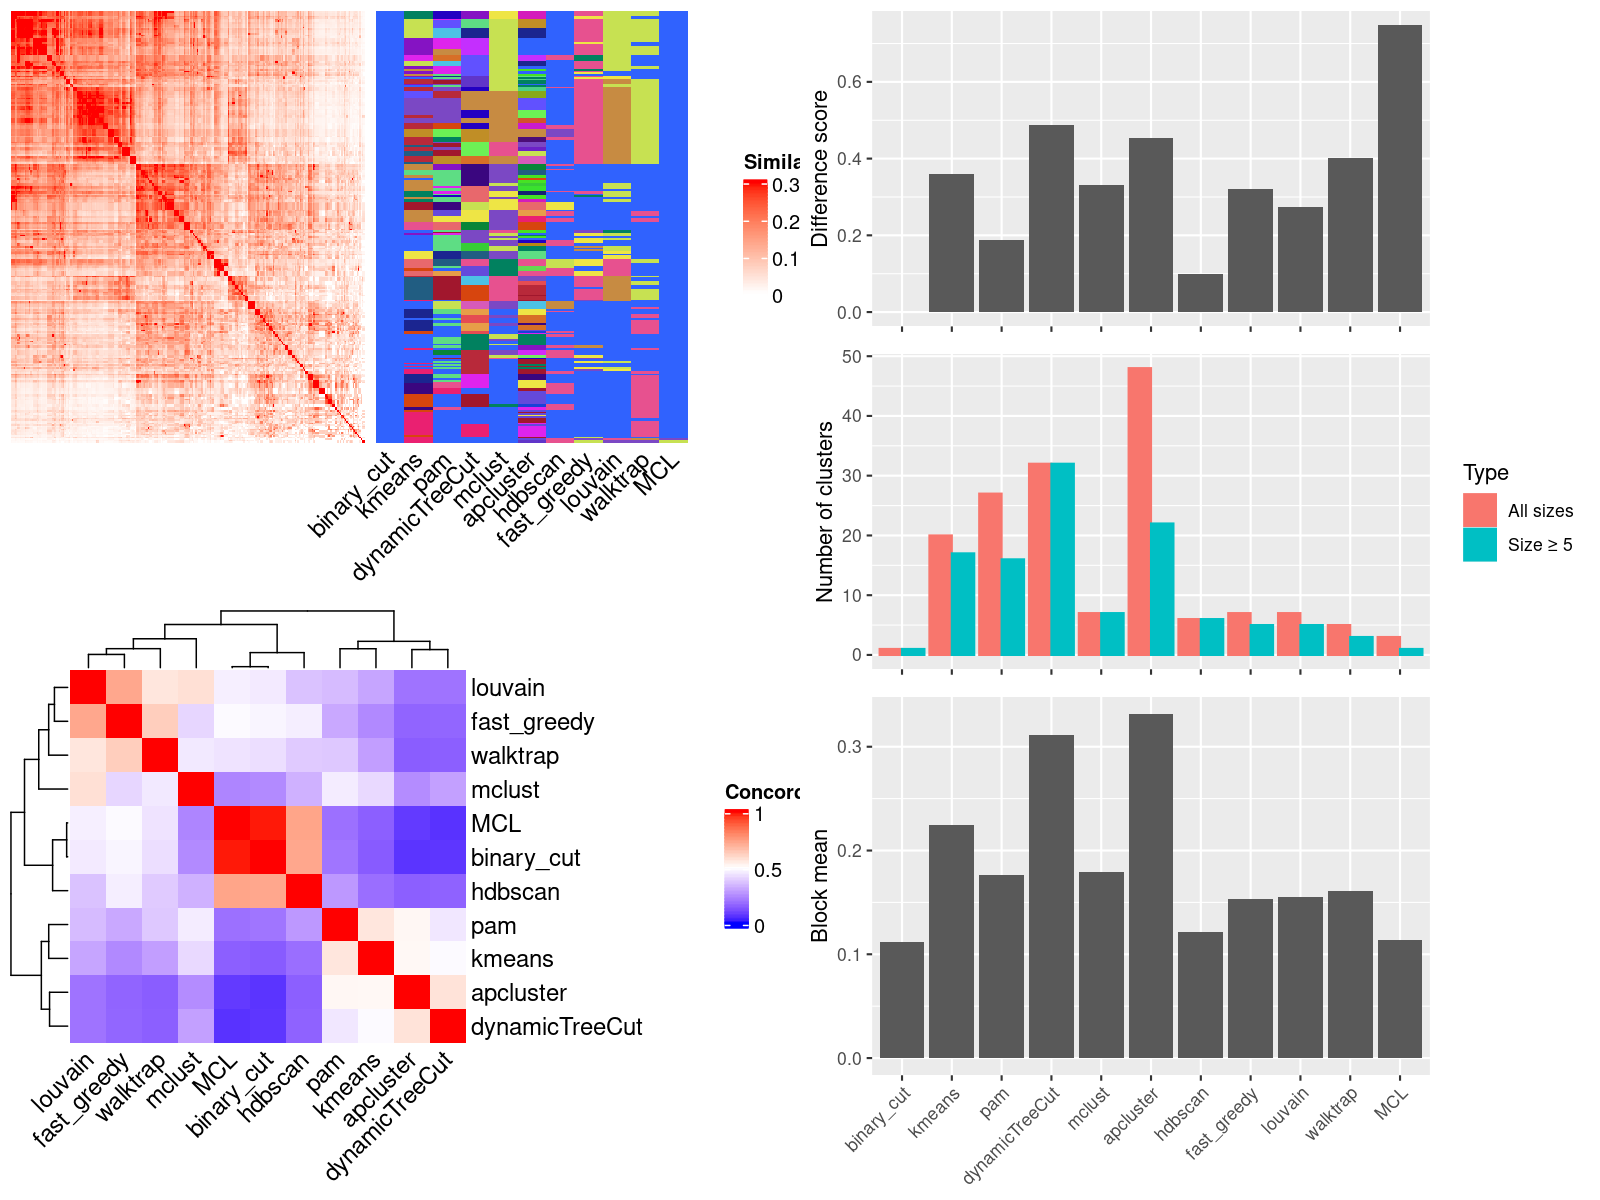 Simila
0.3
0.2
0.1
0
binary_cut
kmeans
pam
dynamicTreeCut
mclust
apcluster
hdbscan
fast_greedy
louvain
walktrap
MCL
louvain
fast_greedy
walktrap
mclust
MCL
binary_cut
hdbscan
pam
kmeans
apcluster
dynamicTreeCut
louvain
fast_greedy
walktrap
mclust
MCL
binary_cut
hdbscan
pam
kmeans
apcluster
dynamicTreeCut
Concord
1
0.5
0
Difference score
0.6
0.4
0.2
0.0
Number of clusters
50
40
30
20
10
0
Type
All sizes
Size ≥ 5
Block mean
0.3
0.2
0.1
0.0
binary_cut
kmeans
pam
dynamicTreeCut
mclust
apcluster
hdbscan
fast_greedy
louvain
walktrap
MCL